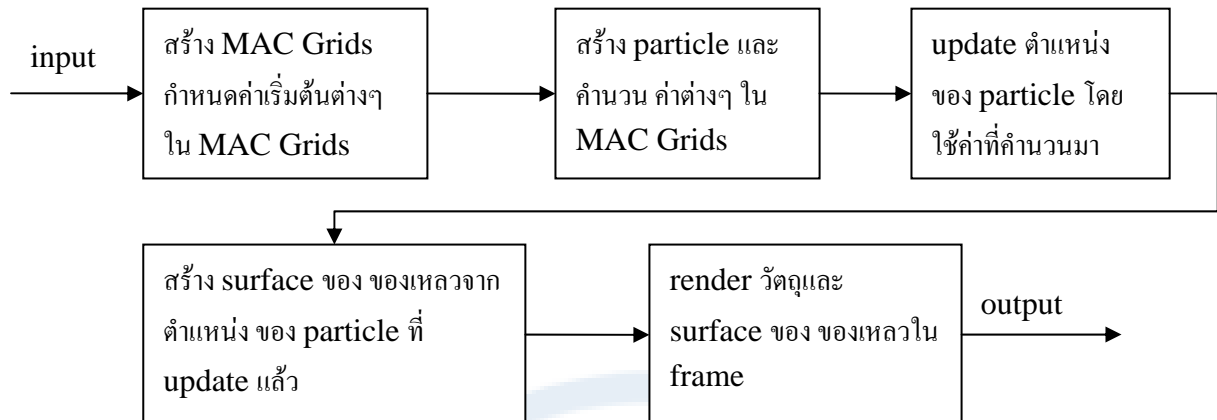 input
สร้าง MAC Grids
กำหนดค่าเริ่มต้นต่างๆ
ใน MAC Grids
สร้าง particle และ
คำนวน ค่าต่างๆ ใน
MAC Grids
update ตำแหน่ง
ของ particle โดย
ใช้ค่าที่คำนวนมา
สร้าง surface ของ ของเหลวจาก
ตำแหน่ง ของ particle ที่
update แล้ว
render วัตถุและ
surface ของ ของเหลวใน
frame
output